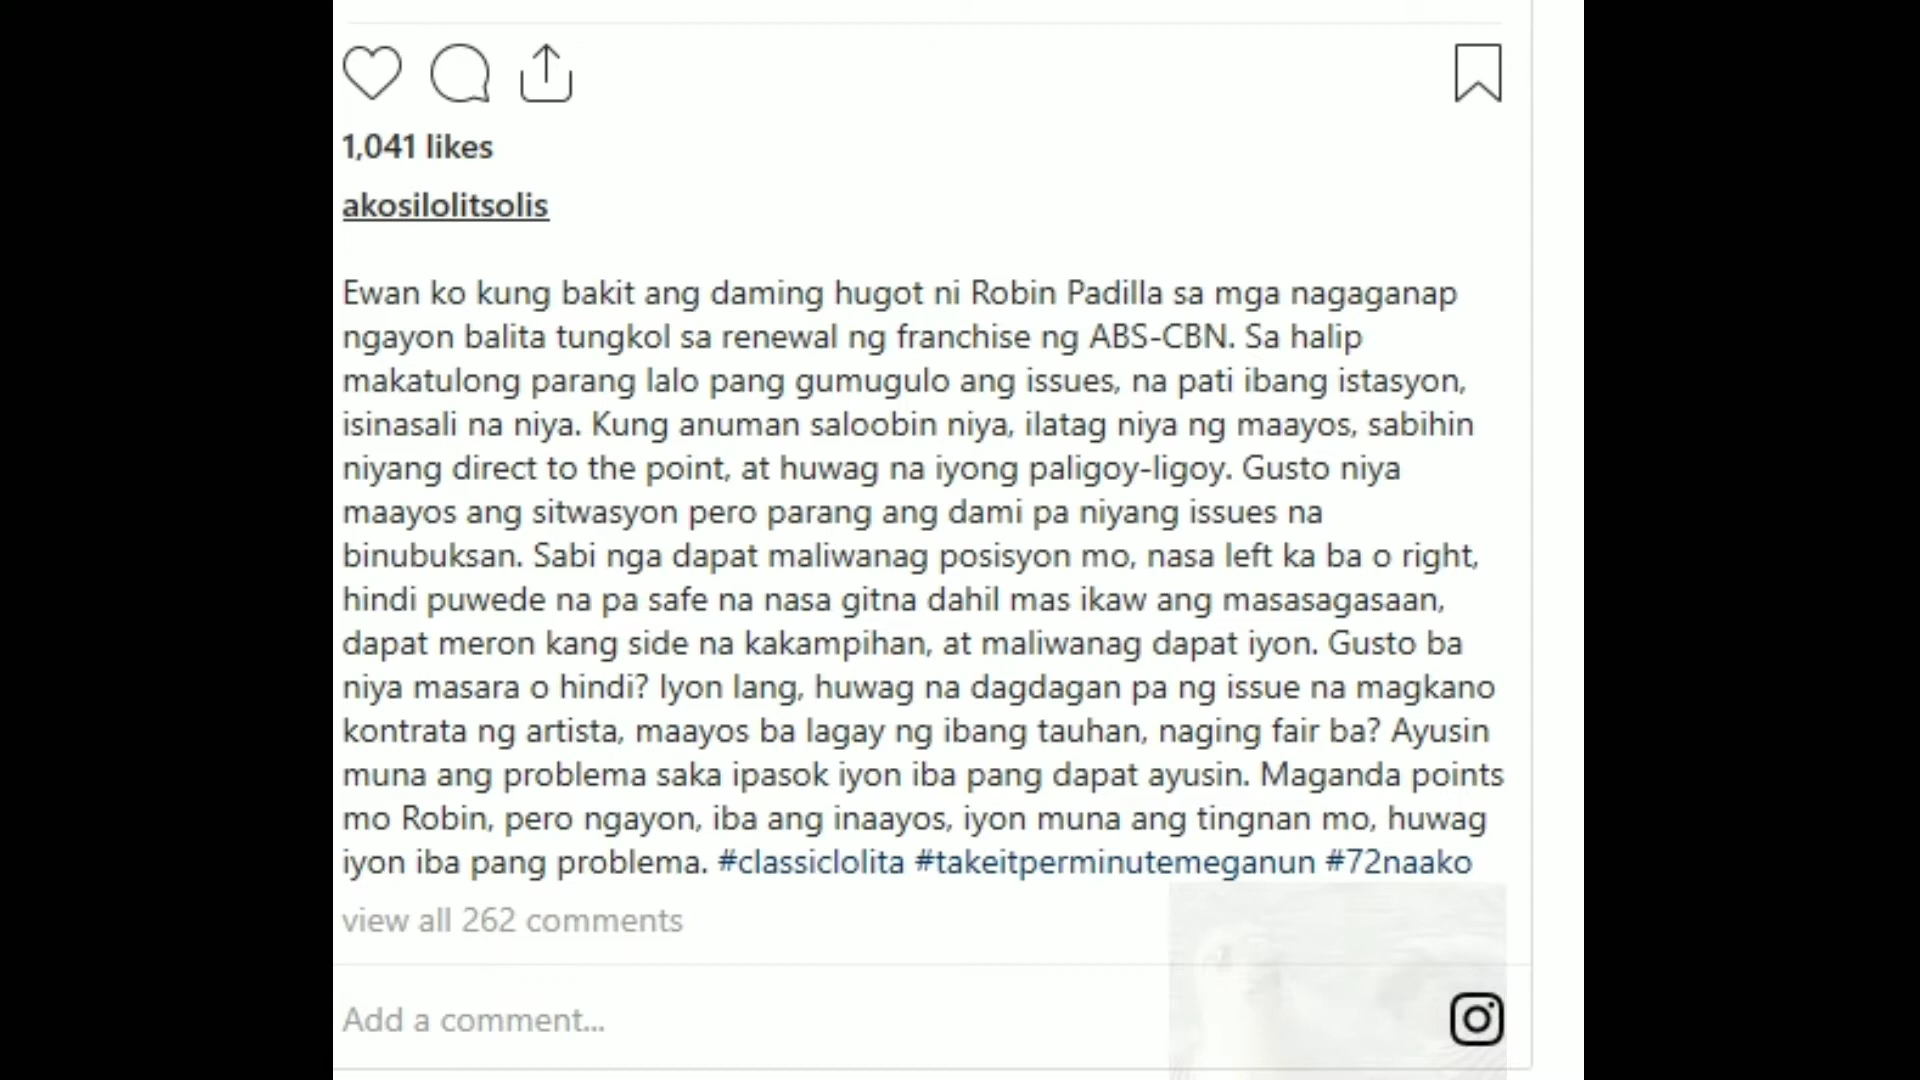 1,041 likes
akosilolitsolis
Ewan ko kung bakit ang daming hugot ni Robin Padilla sa mga nagaganap
ngayon balita tungkol sa renewal ng franchise ng ABS-CBN. Sa halip
makatulong parang lalo pang gumugulo ang issues, na pati ibang istasyon,
isinasali na niya. Kung anuman saloobin niya, ilatag niya ng maayos, sabihin
niyang direct to the point, at huwag na iyong paligoy-ligoy. Gusto niya
maayos ang sitwasyon pero parang ang dami pa niyang issues na
binubuksan. Sabi nga dapat maliwanag posisyon mo, nasa left ka ba o right,
hindi puwede na pa safe na nasa gitna dahil mas ikaw ang masasagasaan,
dapat meron kang side na kakampihan, at maliwanag dapat iyon. Gusto ba
niya masara o hindi? Iyon lang, huwag na dagdagan pa ng issue na magkano
kontrata ng artista, maayos ba lagay ng ibang tauhan, naging fair ba? Ayusin
muna ang problema saka ipasok iyon iba pang dapat ayusin. Maganda points
mo Robin, pero ngayon, iba ang inaayos, iyon muna ang tingnan mo, huwag
iyon iba pang problema. #classiclolita #takeitperminutemeganun #72naako
view all 262 comments
Add a comment...